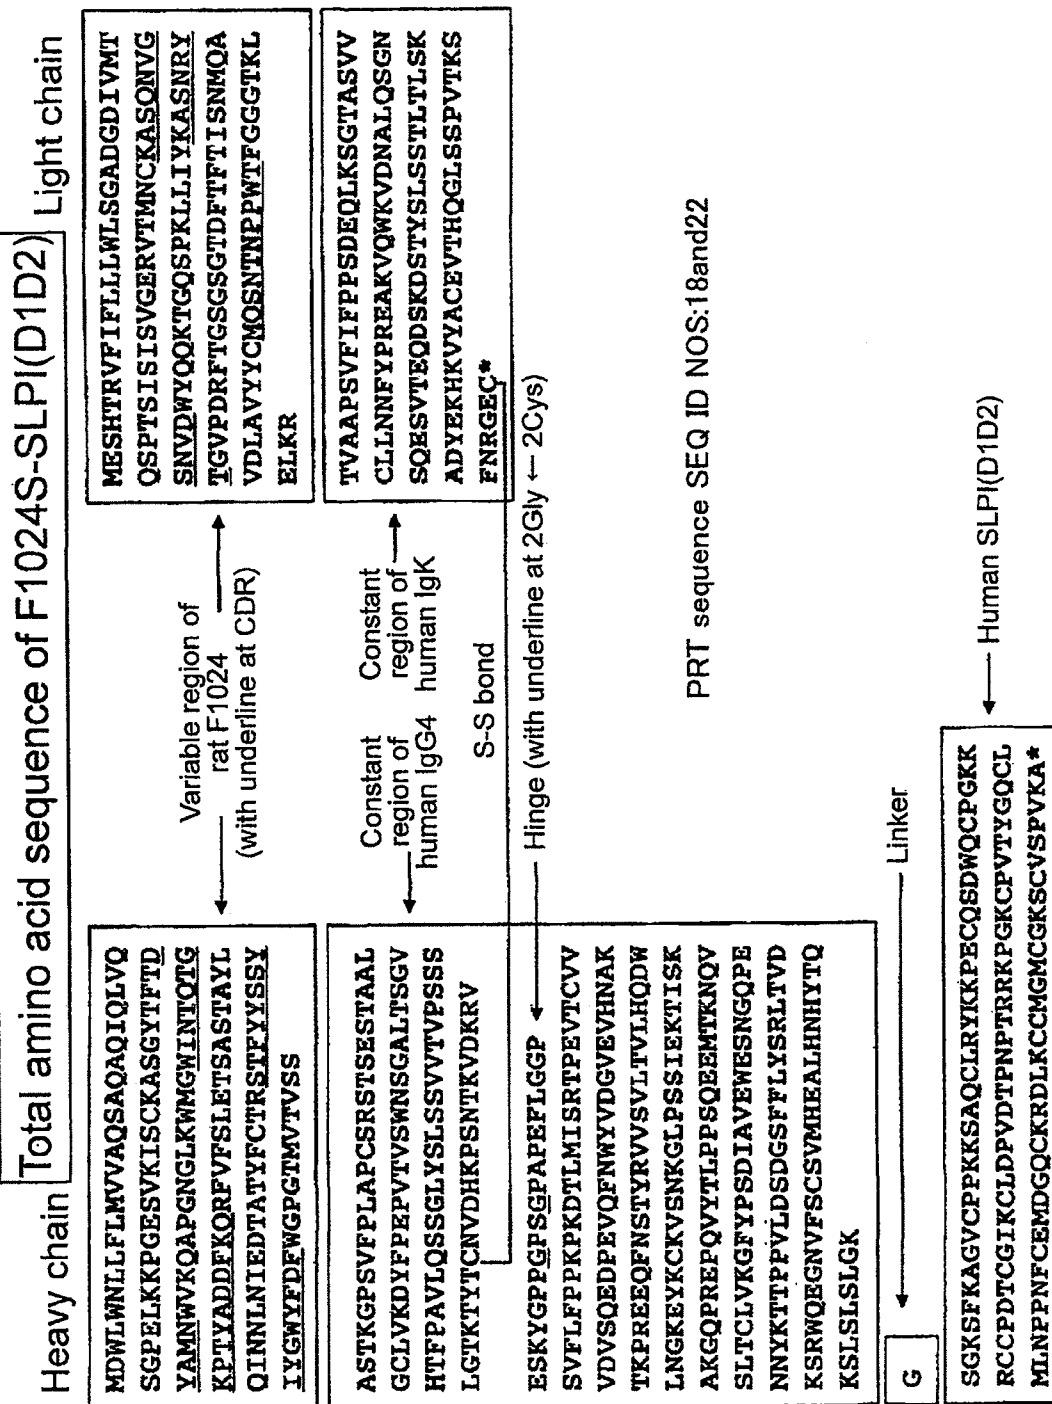 Total amino acid sequence of F1024S-SLPI(D1D2)
Heavy chain
Light chain
MDWLWNLLFLMVVAQSAQAQIQLVQ
SGPELKKPGESVKISCKASGYTFTD
YAMNWVKQAPGNGLKWMGWINTQTG
KPTYADDFKQRFVFSLETSASTAYL
QINNLNIEDTATYFCTRSTFYYSSY
IYGWYFDFWGPGTMVTVSS
Variable region of
rat F1024
(with underline at CDR)
MESHTRVFIFLLLWLSGADGDIVMT
QSPTSISISVGERVTMNCKASQNVG
SNVDWYQQKTGQSPKLLIYKASNRY
TGVPDRFTGSGSGTDFTFTISNMQA
VDLAVYYCMQSNTNPPWTFGGGTKL
ELKR
ASTKGPSVFPLAPCSRSTSESTAAL
GCLVKDYFPEPVTVSWNSGALTSGV
HTFPAVLQSSGLYSLSSVVTVPSSS
LGTKTYTCNVDHKPSNTKVDKRV
Constant
region of
human IgG4
Constant
region of
human IgK
TVAAPSVFIFPPSDEQLKSGTASVV
CLLNNFYPREAKVQWKVDNALQSGN
SQESVTEQDSKDSTYSLSSTLTLSK
ADYEKHKVYACEVTHQGLSSPVTKS
FNRGEC*
S-S bond
ESKYGPPGPSGPAPEFLGGP
Hinge (with underline at 2Gly ← 2Cys)
SVFLFPPKPKDTLMISRTPEVTCVV
VDVSQEDPEVQFNWYVDGVEVHNAK
TKPREEQFNSTYRVVSVLTVLHQDW
LNGKEYKCKVSNKGLPSSIEKTISK
AKGQPREPQVYTLPPSQEEMTKNQV
SLTCLVKGFYPSDIAVEWESNGQPE
NNYKTTPPVLDSDGSFFLYSRLTVD
KSRWQEGNVFSCSVMHEALHNHYTQ
KSLSLSLGK
PRT sequence SEQ ID NOS:18and22
G
Linker
SGKSFKAGVCPPKKSAQCLRYKKPECQSDWQCPGKK
RCCPDTCGIKCLDPVDTPNPTRRKPGKCPVTYGQCL
MLNPPNFCEMDGQCKRDLKCCMGMCGKSCVSPVKA*
Human SLPI(D1D2)